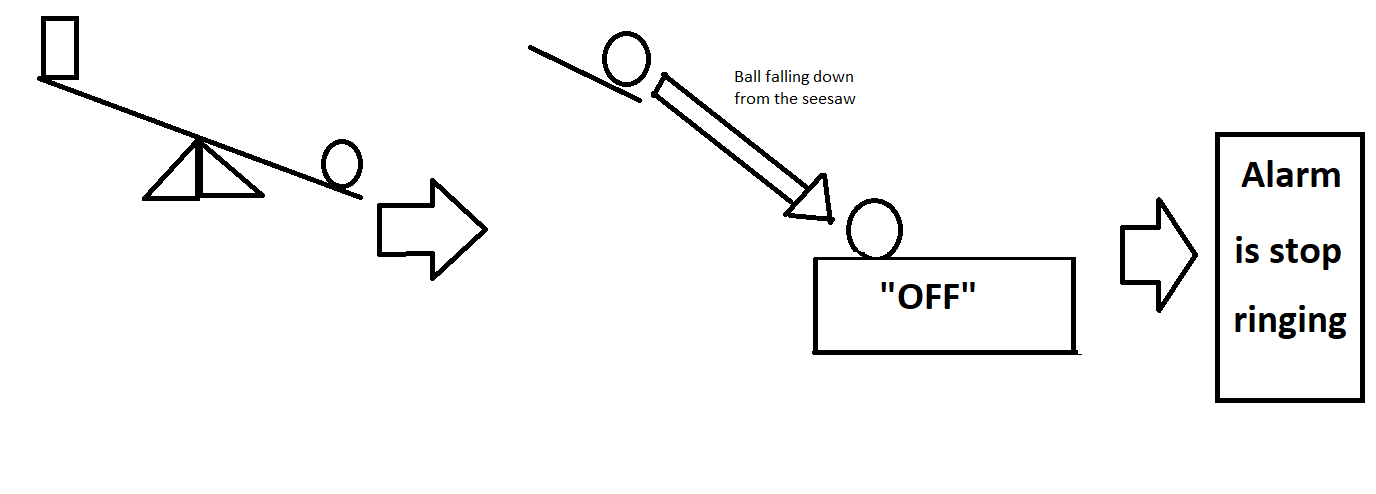 Ball falling down
from the seesaw
"OFF"
Alarm
is stop
ringing